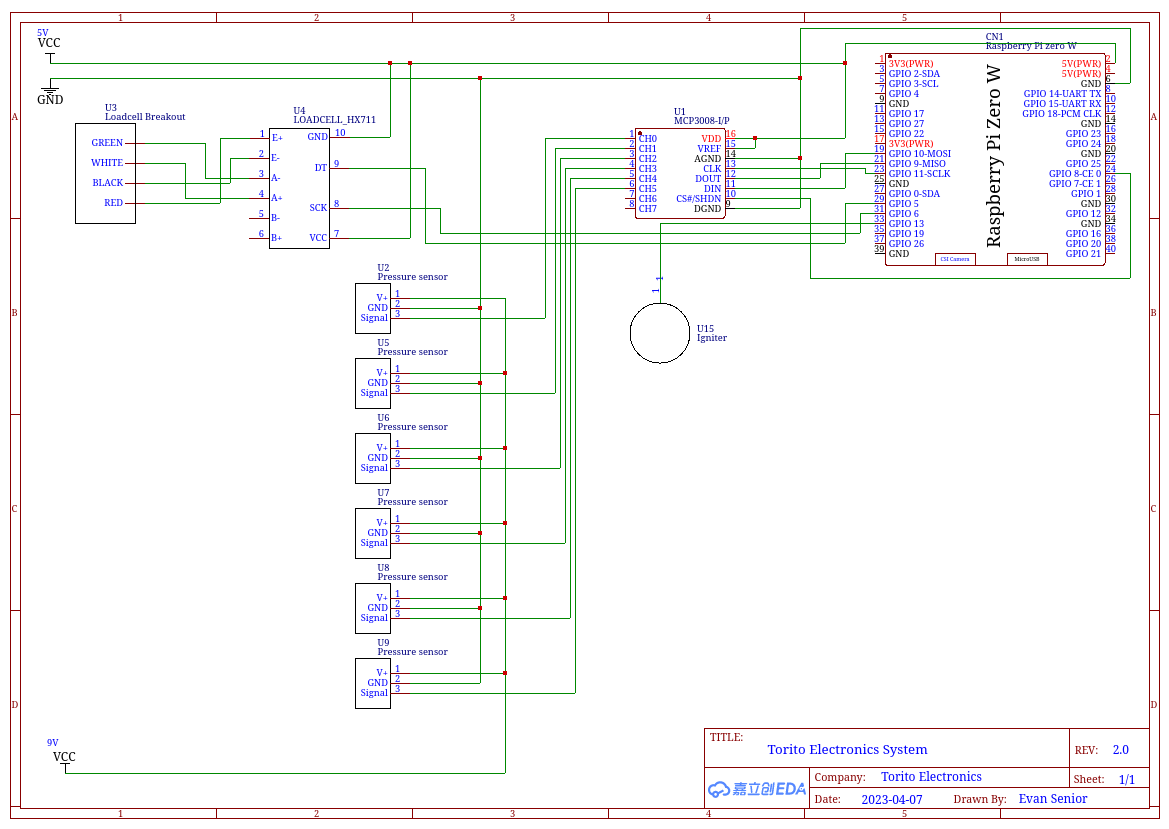 1 2 3 4 5
A
B
C
D
A
B
C
D
5V
VCC
GND
U3
Loadcell Breakout
GREEN
WHITE
BLACK
RED
U4
LOADCELL_HX711
1 E+
2 E-
3 A-
4 A+
5 B-
6 B+
GND 10
DT 9
SCK 8
VCC 7
U1
MCP3008-I/P
1 CH0
2 CH1
3 CH2
4 CH3
5 CH4
6 CH5
7 CH6
8 CH7
VDD 16
VREF 15
AGND 14
CLK 13
DOUT 12
DIN 11
CS#/SHDN 10
DGND 9
CN1
Raspberry Pi zero W
Raspberry Pi Zero W
1 3V3(PWR)
3 GPIO 2-SDA
5 GPIO 3-SCL
7 GPIO 4
9 GND
11 GPIO 17
13 GPIO 27
15 GPIO 22
17 3V3(PWR)
19 GPIO 10-MOSI
21 GPIO 9-MISO
23 GPIO 11-SCLK
25 GND
27 GPIO 0-SDA
29 GPIO 5
31 GPIO 6
33 GPIO 13
35 GPIO 19
37 GPIO 26
39 GND
5V(PWR) 2
5V(PWR) 4
GND 6
GPIO 14-UART TX 8
GPIO 15-UART RX 10
GPIO 18-PCM CLK 12
GND 14
GPIO 23 16
GPIO 24 18
GND 20
GPIO 25 22
GPIO 8-CE 0 24
GPIO 7-CE 1 26
GPIO 1 28
GND 30
GPIO 12 32
GND 34
GPIO 16 36
GPIO 20 38
GPIO 21 40
CSI Camera
MicroUSB
U2
Pressure sensor
V+ 1
GND 2
Signal 3
1
1
U15
Igniter
U5
Pressure sensor
V+ 1
GND 2
Signal 3
U6
Pressure sensor
V+ 1
GND 2
Signal 3
U7
Pressure sensor
V+ 1
GND 2
Signal 3
U8
Pressure sensor
V+ 1
GND 2
Signal 3
U9
Pressure sensor
V+ 1
GND 2
Signal 3
9V
VCC
TITLE:
Torito Electronics System
REV: 2.0
嘉立创EDA
Company: Torito Electronics
Sheet: 1/1
Date: 2023-04-07 Drawn By: Evan Senior
1 2 3 4 5